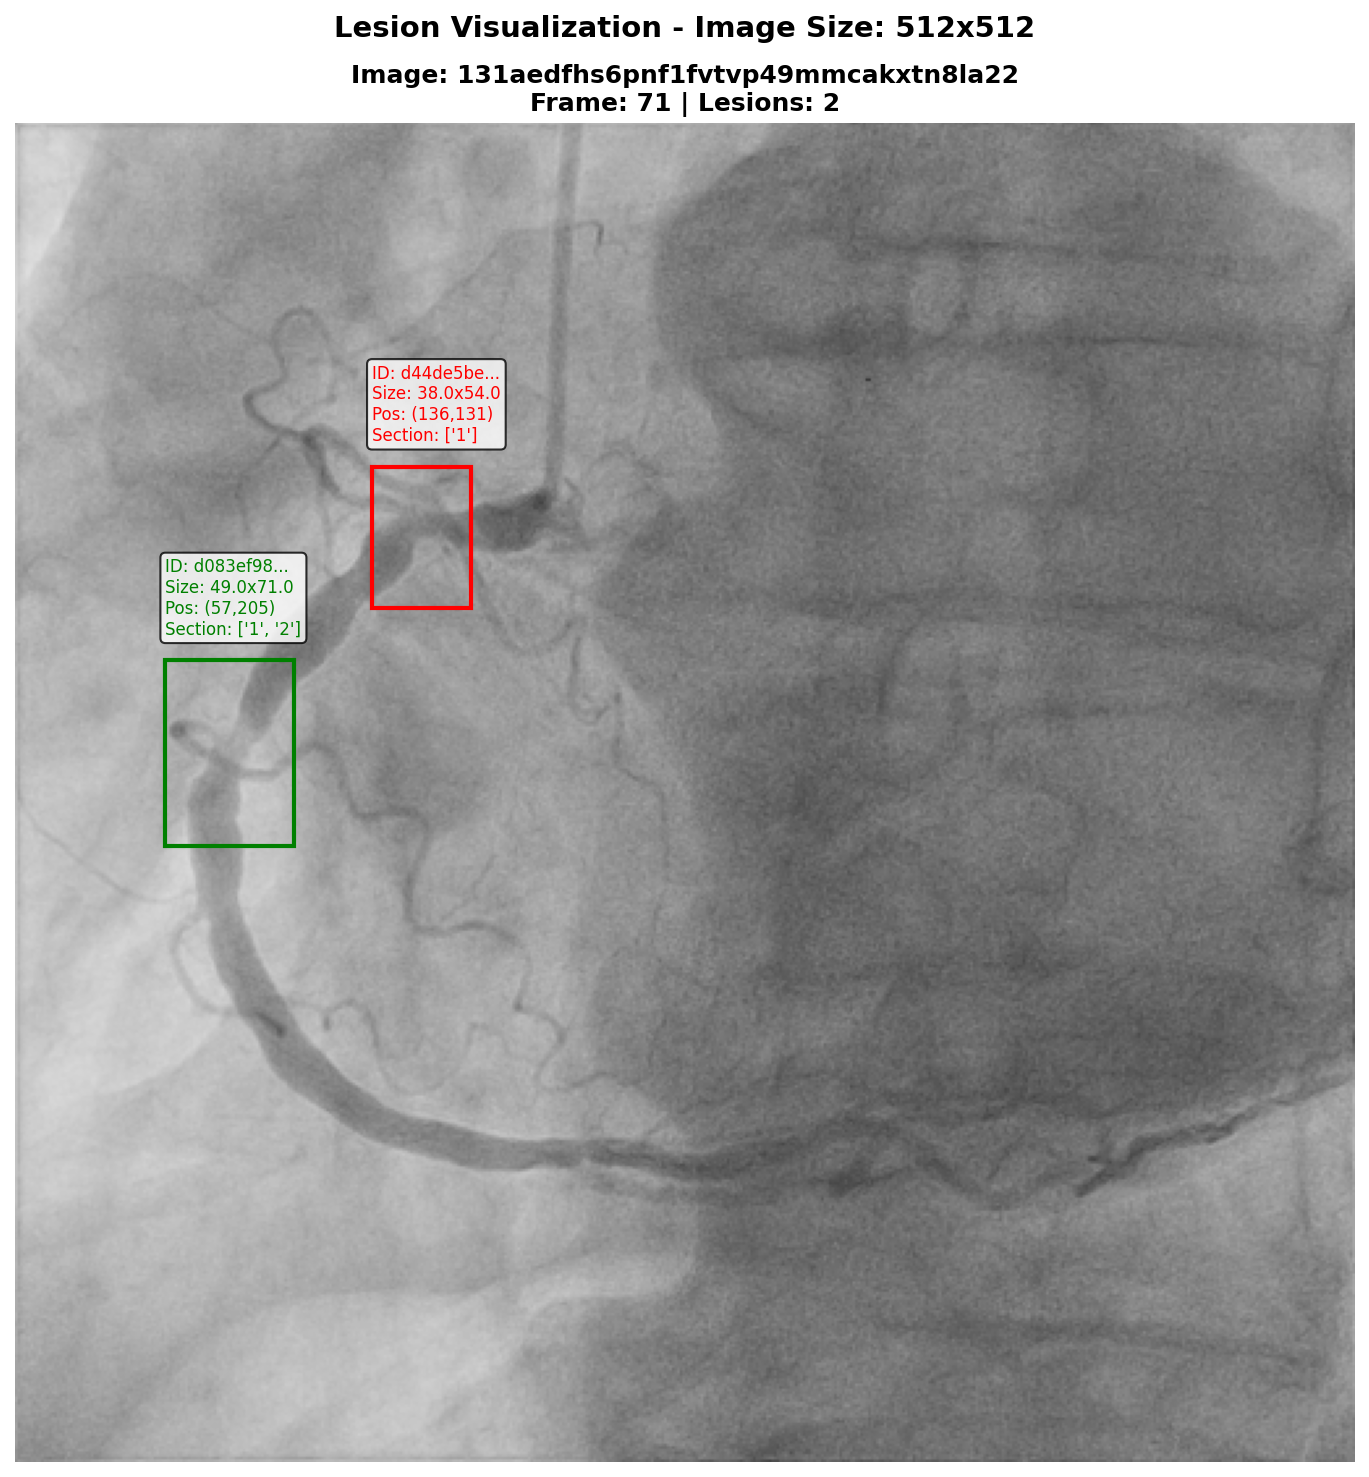 Lesion Visualization - Image Size: 512x512
Image: 131aedfhs6pnf1fvtvp49mmcakxtn8la22
Frame: 71 | Lesions: 2
ID: d44de5be...
Size: 38.0x54.0
Pos: (136,131)
Section: ['1']
ID: d083ef98...
Size: 49.0x71.0
Pos: (57,205)
Section: ['1', '2']